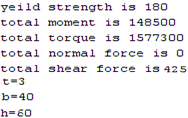 yeild strength is 180
total moment is 148500
total torque is 1577300
total normal force is 0
total shear force is 425
t=3
b=40
h=60